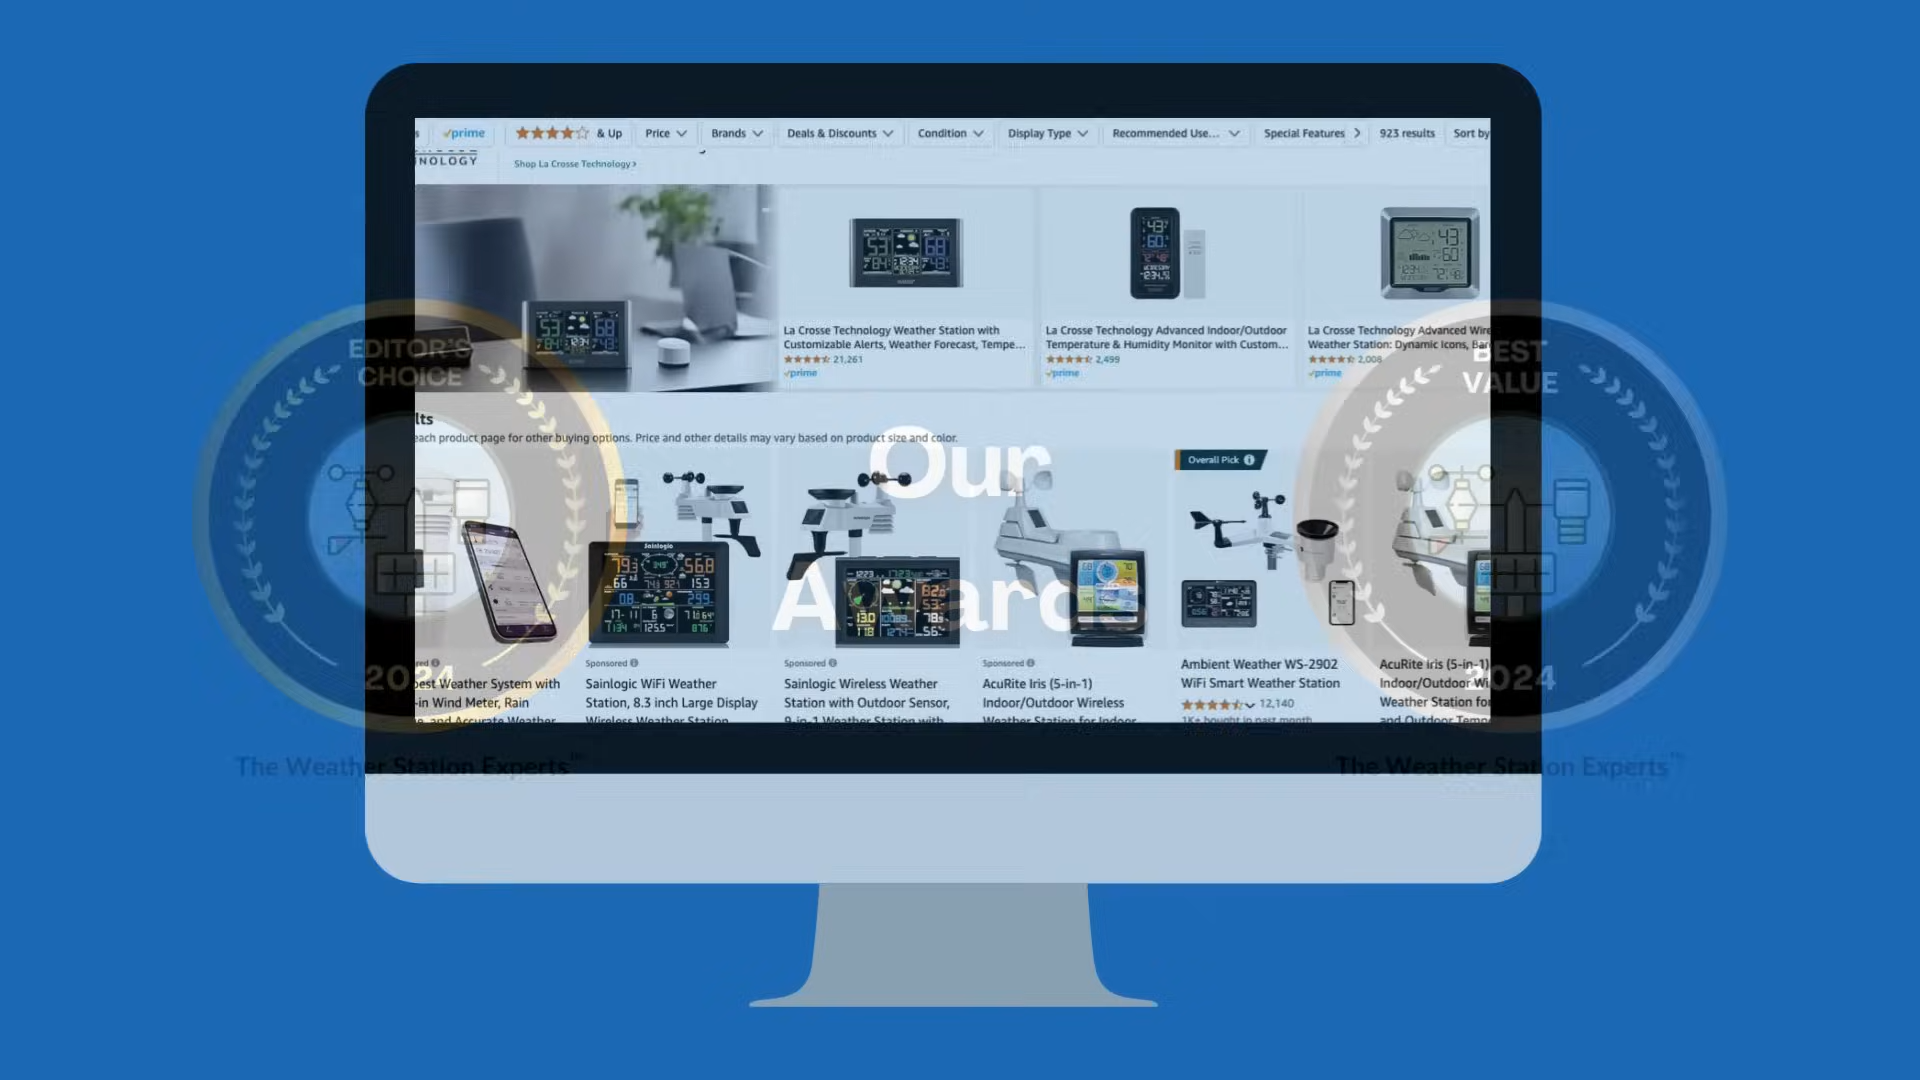 prime
& Up
Price
Brands
Deals & Discounts
Condition
Display Type
Recommended Use...
Special Features
923 results
Sort by
NOLOGY
Shop La Crosse Technology
La Crosse Technology Weather Station with
Customizable Alerts, Weather Forecast, Tempe...
21,261
prime
La Crosse Technology Advanced Indoor/Outdoor
Temperature & Humidity Monitor with Custom...
2,499
prime
La Crosse Technology Advanced Wire
Weather Station: Dynamic Icons, Bar
2,008
prime
EDITOR'S
CHOICE
2024
The Weather Station Experts™
BEST
VALUE
2024
The Weather Station Experts™
lts
each product page for other buying options. Price and other details may vary based on product size and color.
Our
Awards
Overall Pick
Sainlogic
best Weather System with
-in Wind Meter, Rain
e, and Accurate Weather
Sponsored
Sainlogic WiFi Weather
Station, 8.3 inch Large Display
Wireless Weather Station
Sponsored
Sainlogic Wireless Weather
Station with Outdoor Sensor,
9-in-1 Weather Station with
Sponsored
AcuRite Iris (5-in-1)
Indoor/Outdoor Wireless
Weather Station for Indoor
Ambient Weather WS-2902
WiFi Smart Weather Station
12,140
1K+ bought in past month
AcuRite Iris (5-in-1)
Indoor/Outdoor Wi
Weather Station for
and Outdoor Tempe